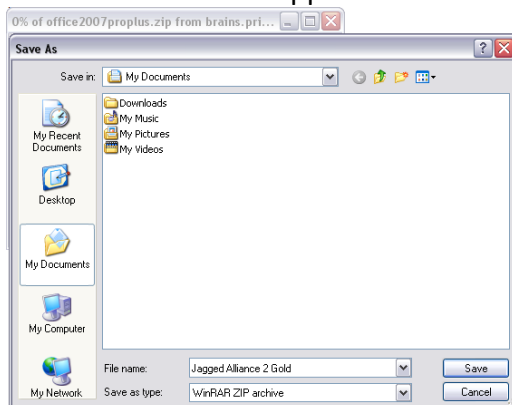 0% of office2007proplus.zip from brains.pri...
Save As
Save in:
My Documents
My Recent
Documents
Desktop
My Documents
My Computer
My Network
Downloads
My Music
My Pictures
My Videos
File name:
Jagged Alliance 2 Gold
Save
Save as type:
WinRAR ZIP archive
Cancel